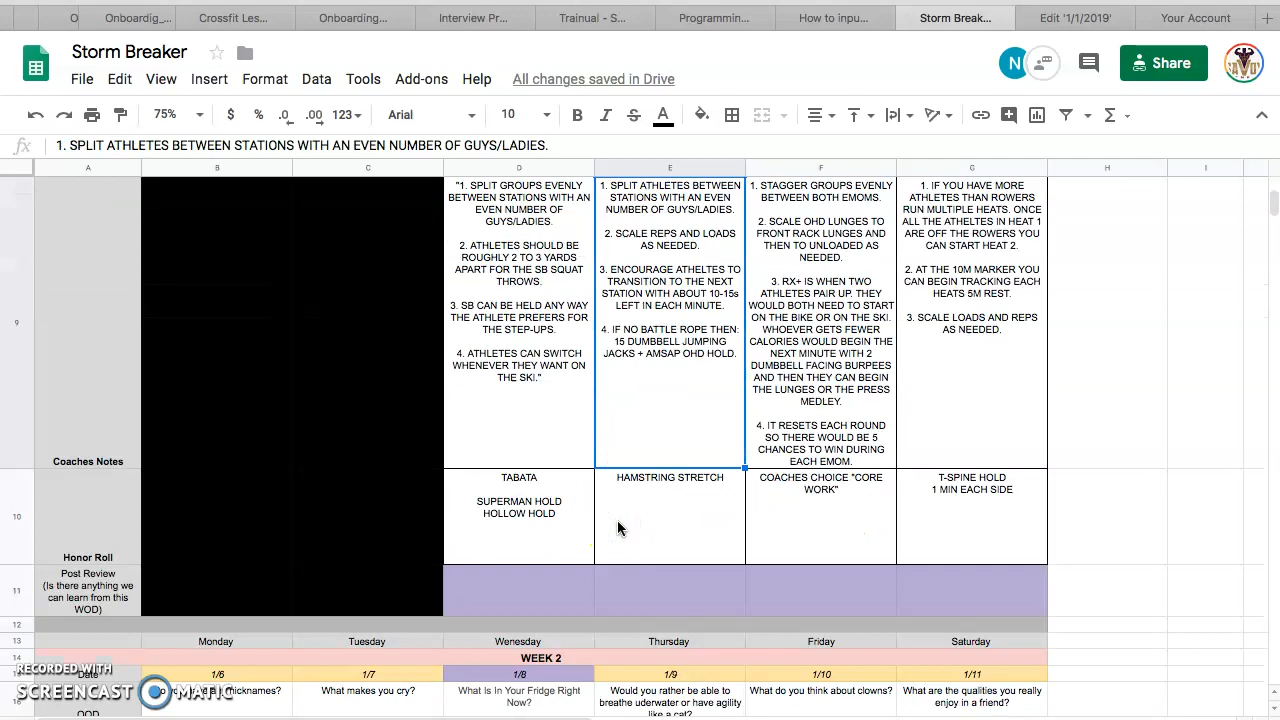 O
Onboardig_...
Crossfit Les...
Onboarding...
Interview Pr...
Trainual - S...
Programmin...
How to inpu...
Storm Break...
Edit '1/1/2019'
Your Account
Storm Breaker
File Edit View Insert Format Data Tools Add-ons Help All changes saved in Drive
N
Share
75% $ % .0 .00 123 Arial 10 B I S A
fx 1. SPLIT ATHLETES BETWEEN STATIONS WITH AN EVEN NUMBER OF GUYS/LADIES.
A B C D E F G H I
9
Coaches Notes
"1. SPLIT GROUPS EVENLY
BETWEEN STATIONS WITH AN
EVEN NUMBER OF
GUYS/LADIES.
2. ATHLETES SHOULD BE
ROUGHLY 2 TO 3 YARDS
APART FOR THE SB SQUAT
THROWS.
3. SB CAN BE HELD ANY WAY
THE ATHLETE PREFERS FOR
THE STEP-UPS.
4. ATHLETES CAN SWITCH
WHENEVER THEY WANT ON
THE SKI."
1. SPLIT ATHLETES BETWEEN
STATIONS WITH AN EVEN
NUMBER OF GUYS/LADIES.
2. SCALE REPS AND LOADS
AS NEEDED.
3. ENCOURAGE ATHELTES TO
TRANSITION TO THE NEXT
STATION WITH ABOUT 10-15s
LEFT IN EACH MINUTE.
4. IF NO BATTLE ROPE THEN:
15 DUMBBELL JUMPING
JACKS + AMSAP OHD HOLD.
1. STAGGER GROUPS EVENLY
BETWEEN BOTH EMOMS.
2. SCALE OHD LUNGES TO
FRONT RACK LUNGES AND
THEN TO UNLOADED AS
NEEDED.
3. RX+ IS WHEN TWO
ATHLETES PAIR UP. THEY
WOULD BOTH NEED TO START
ON THE BIKE OR ON THE SKI.
WHOEVER GETS FEWER
CALORIES WOULD BEGIN THE
NEXT MINUTE WITH 2
DUMBBELL FACING BURPEES
AND THEN THEY CAN BEGIN
THE LUNGES OR THE PRESS
MEDLEY.
4. IT RESETS EACH ROUND
SO THERE WOULD BE 5
CHANCES TO WIN DURING
EACH EMOM.
1. IF YOU HAVE MORE
ATHLETES THAN ROWERS
RUN MULTIPLE HEATS. ONCE
ALL THE ATHELTES IN HEAT 1
ARE OFF THE ROWERS YOU
CAN START HEAT 2.
2. AT THE 10M MARKER YOU
CAN BEGIN TRACKING EACH
HEATS 5M REST.
3. SCALE LOADS AND REPS
AS NEEDED.
10
Honor Roll
TABATA
SUPERMAN HOLD
HOLLOW HOLD
HAMSTRING STRETCH
COACHES CHOICE "CORE
WORK"
T-SPINE HOLD
1 MIN EACH SIDE
11
Post Review
(Is there anything we
can learn from this
WOD)
12
13 Monday Tuesday Wenesday Thursday Friday Saturday
14 WEEK 2
Date 1/6 1/7 1/8 1/9 1/10 1/11
16
QOD
nicknames?
What makes you cry?
What Is In Your Fridge Right
Now?
Would you rather be able to
breathe uderwater or have agility
like a cat?
What do you think about clowns?
What are the qualities you really
enjoy in a friend?
RECORDED WITH
SCREENCAST MATIC